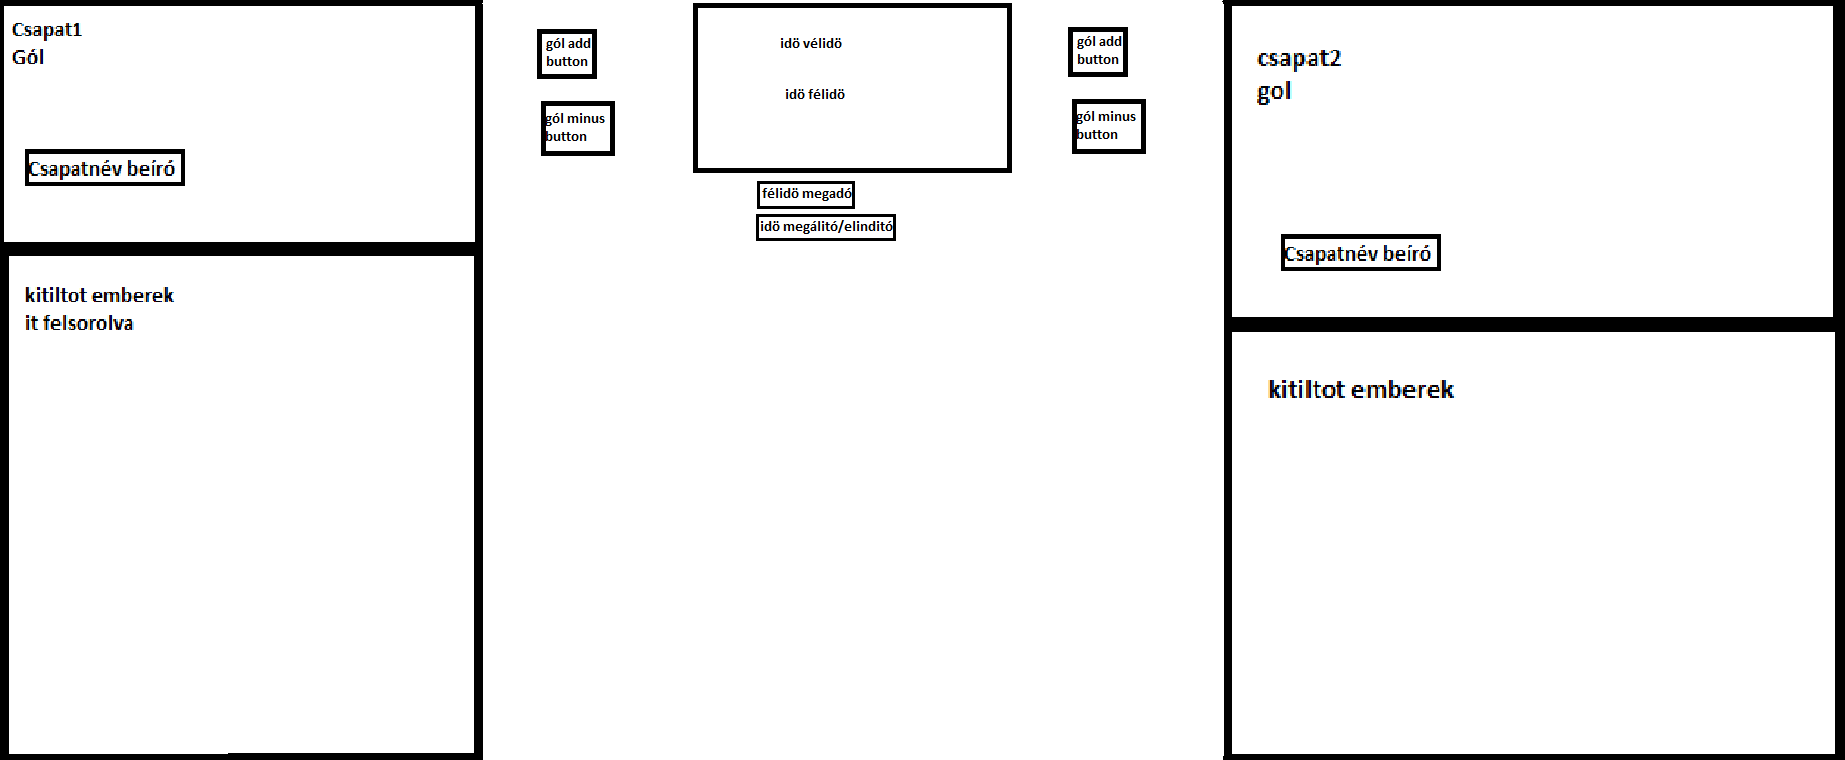 Csapat1
Gól
Csapatnév beíró
kitiltot emberek
it felsorolva
gól add
button
gól minus
button
idö vélidö
idö félidö
félidö megadó
idö megálitó/elinditó
gól add
button
gól minus
button
csapat2
gol
Csapatnév beíró
kitiltot emberek